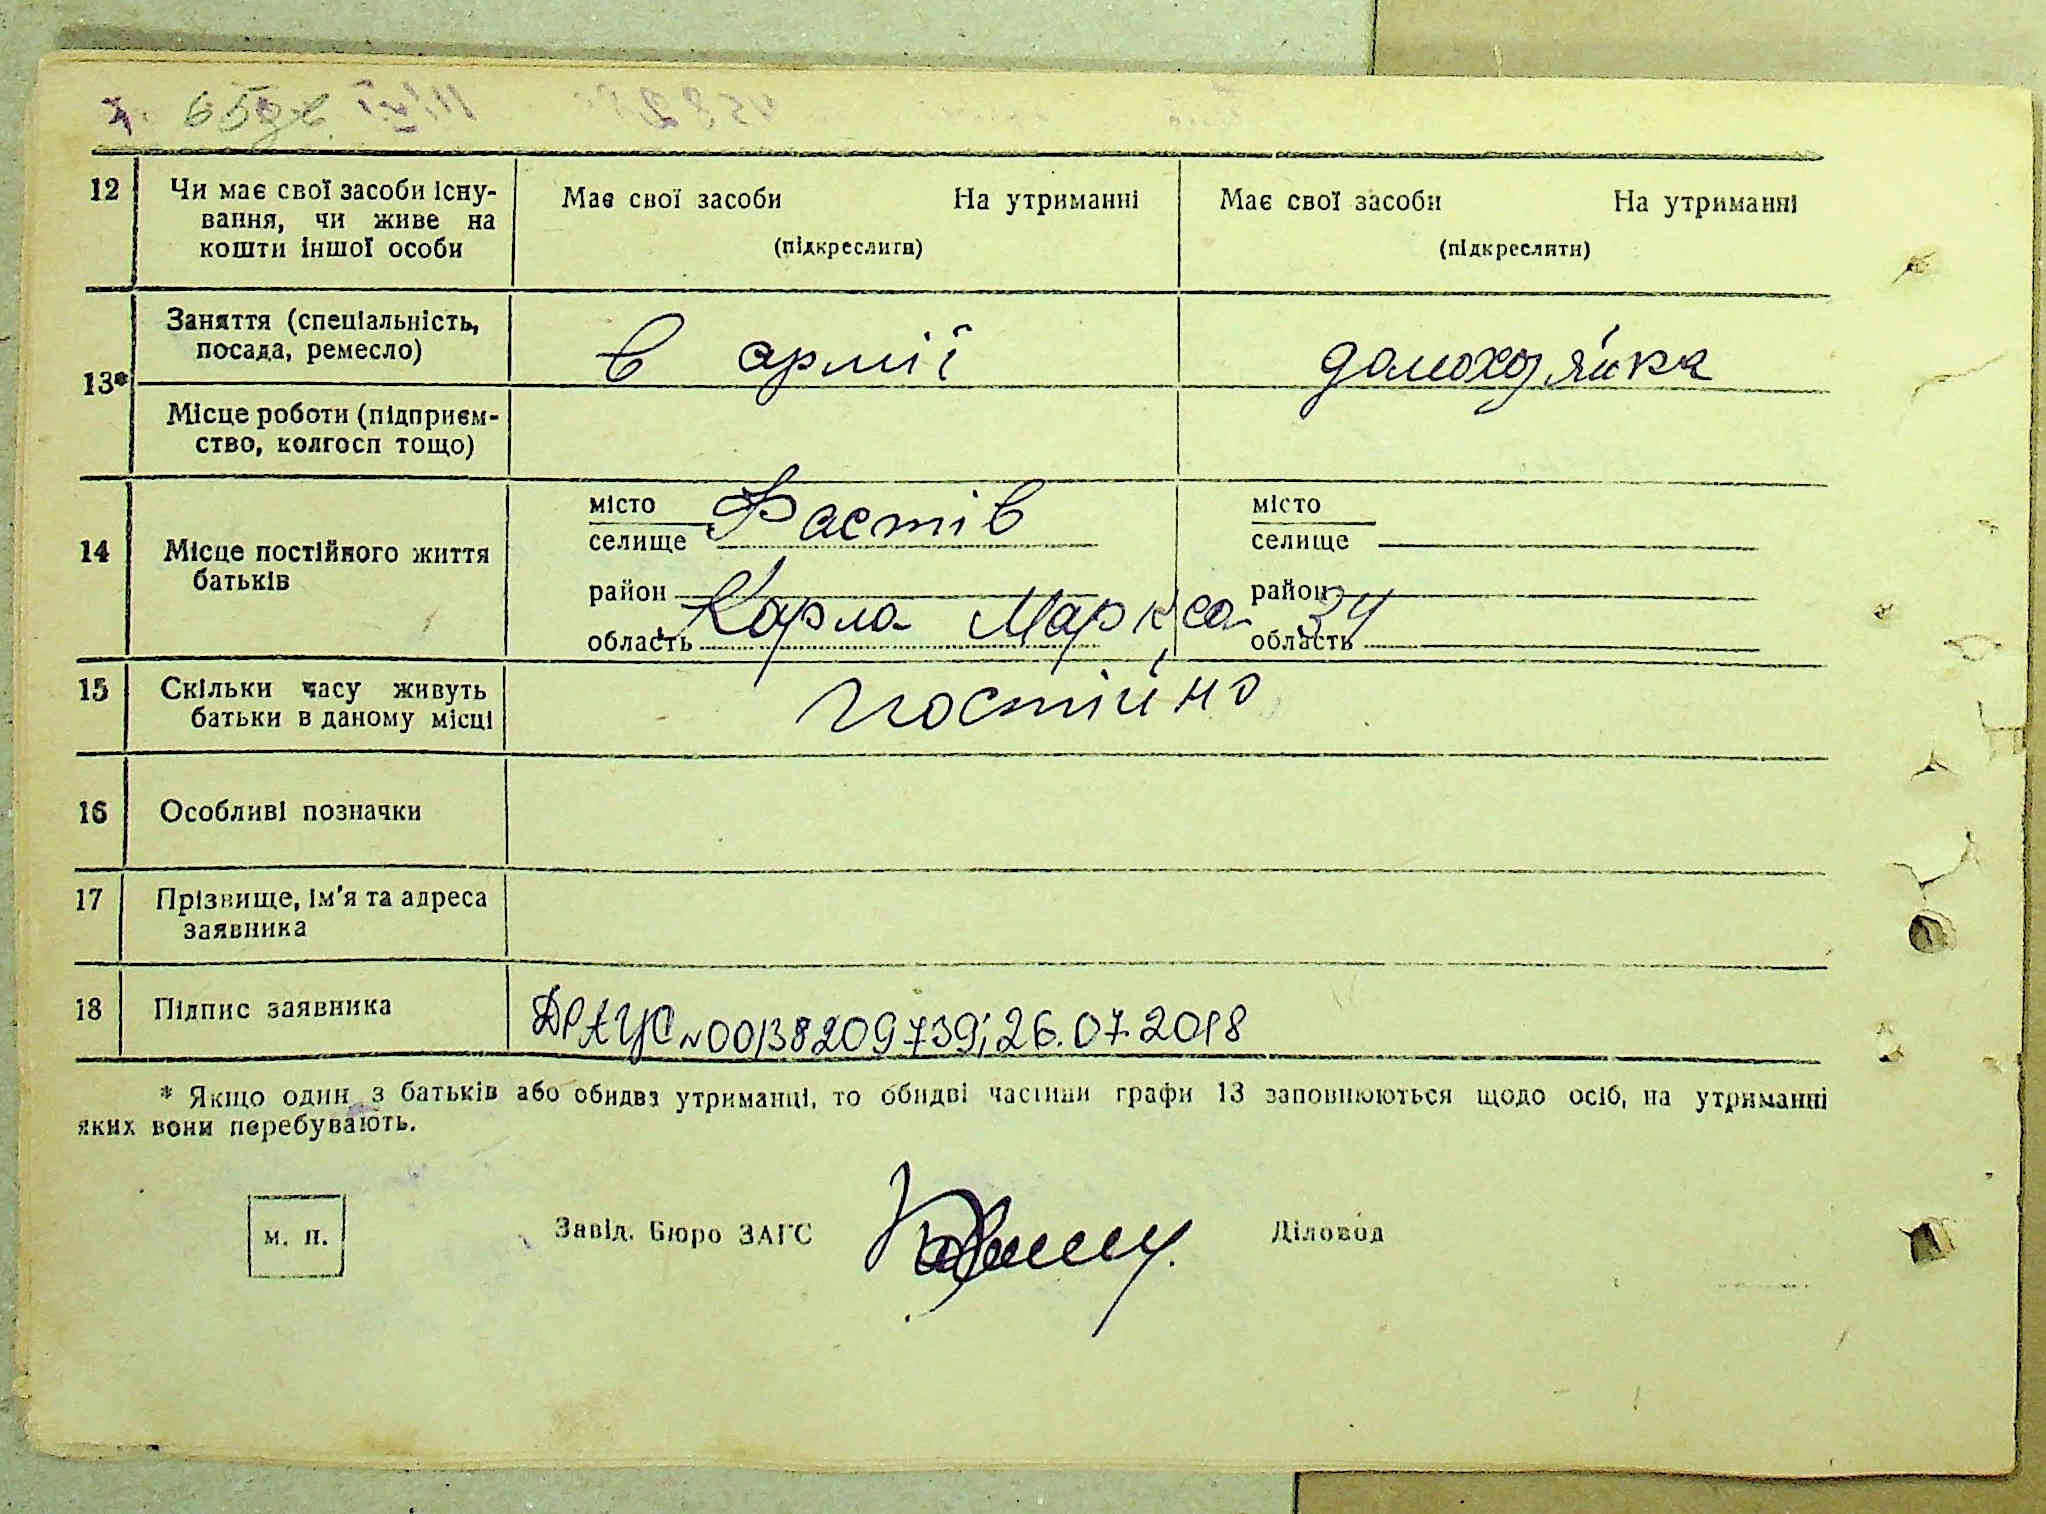 65 зв.
12 Чи має свої засоби існу- Має свої засоби На утриманні Має свої засоби На утриманні
вання, чи живе на
кошти іншої особи (підкреслити) (підкреслити)
Заняття (спеціальність,
посада, ремесло) в армії домохозяйка
13*
Місце роботи (підприєм-
ство, колгосп тощо)
місто Фастів місто
селище селище
14 Місце постійного життя
батьків
район район
Карла Маркса 34
область область
15 Скільки часу живуть постійно
батьки в даному місці
16 Особливі позначки
17 Прізвище, ім'я та адреса
заявника
18 Підпис заявника ДРАЦС №00138209739; 26.07.2018
* Якщо один з батьків або обидва утриманці, то обидві частини графи 13 заповнюються щодо осіб, на утриманні
яких вони перебувають.
м. п. Завід. Бюро ЗАГС Діловод